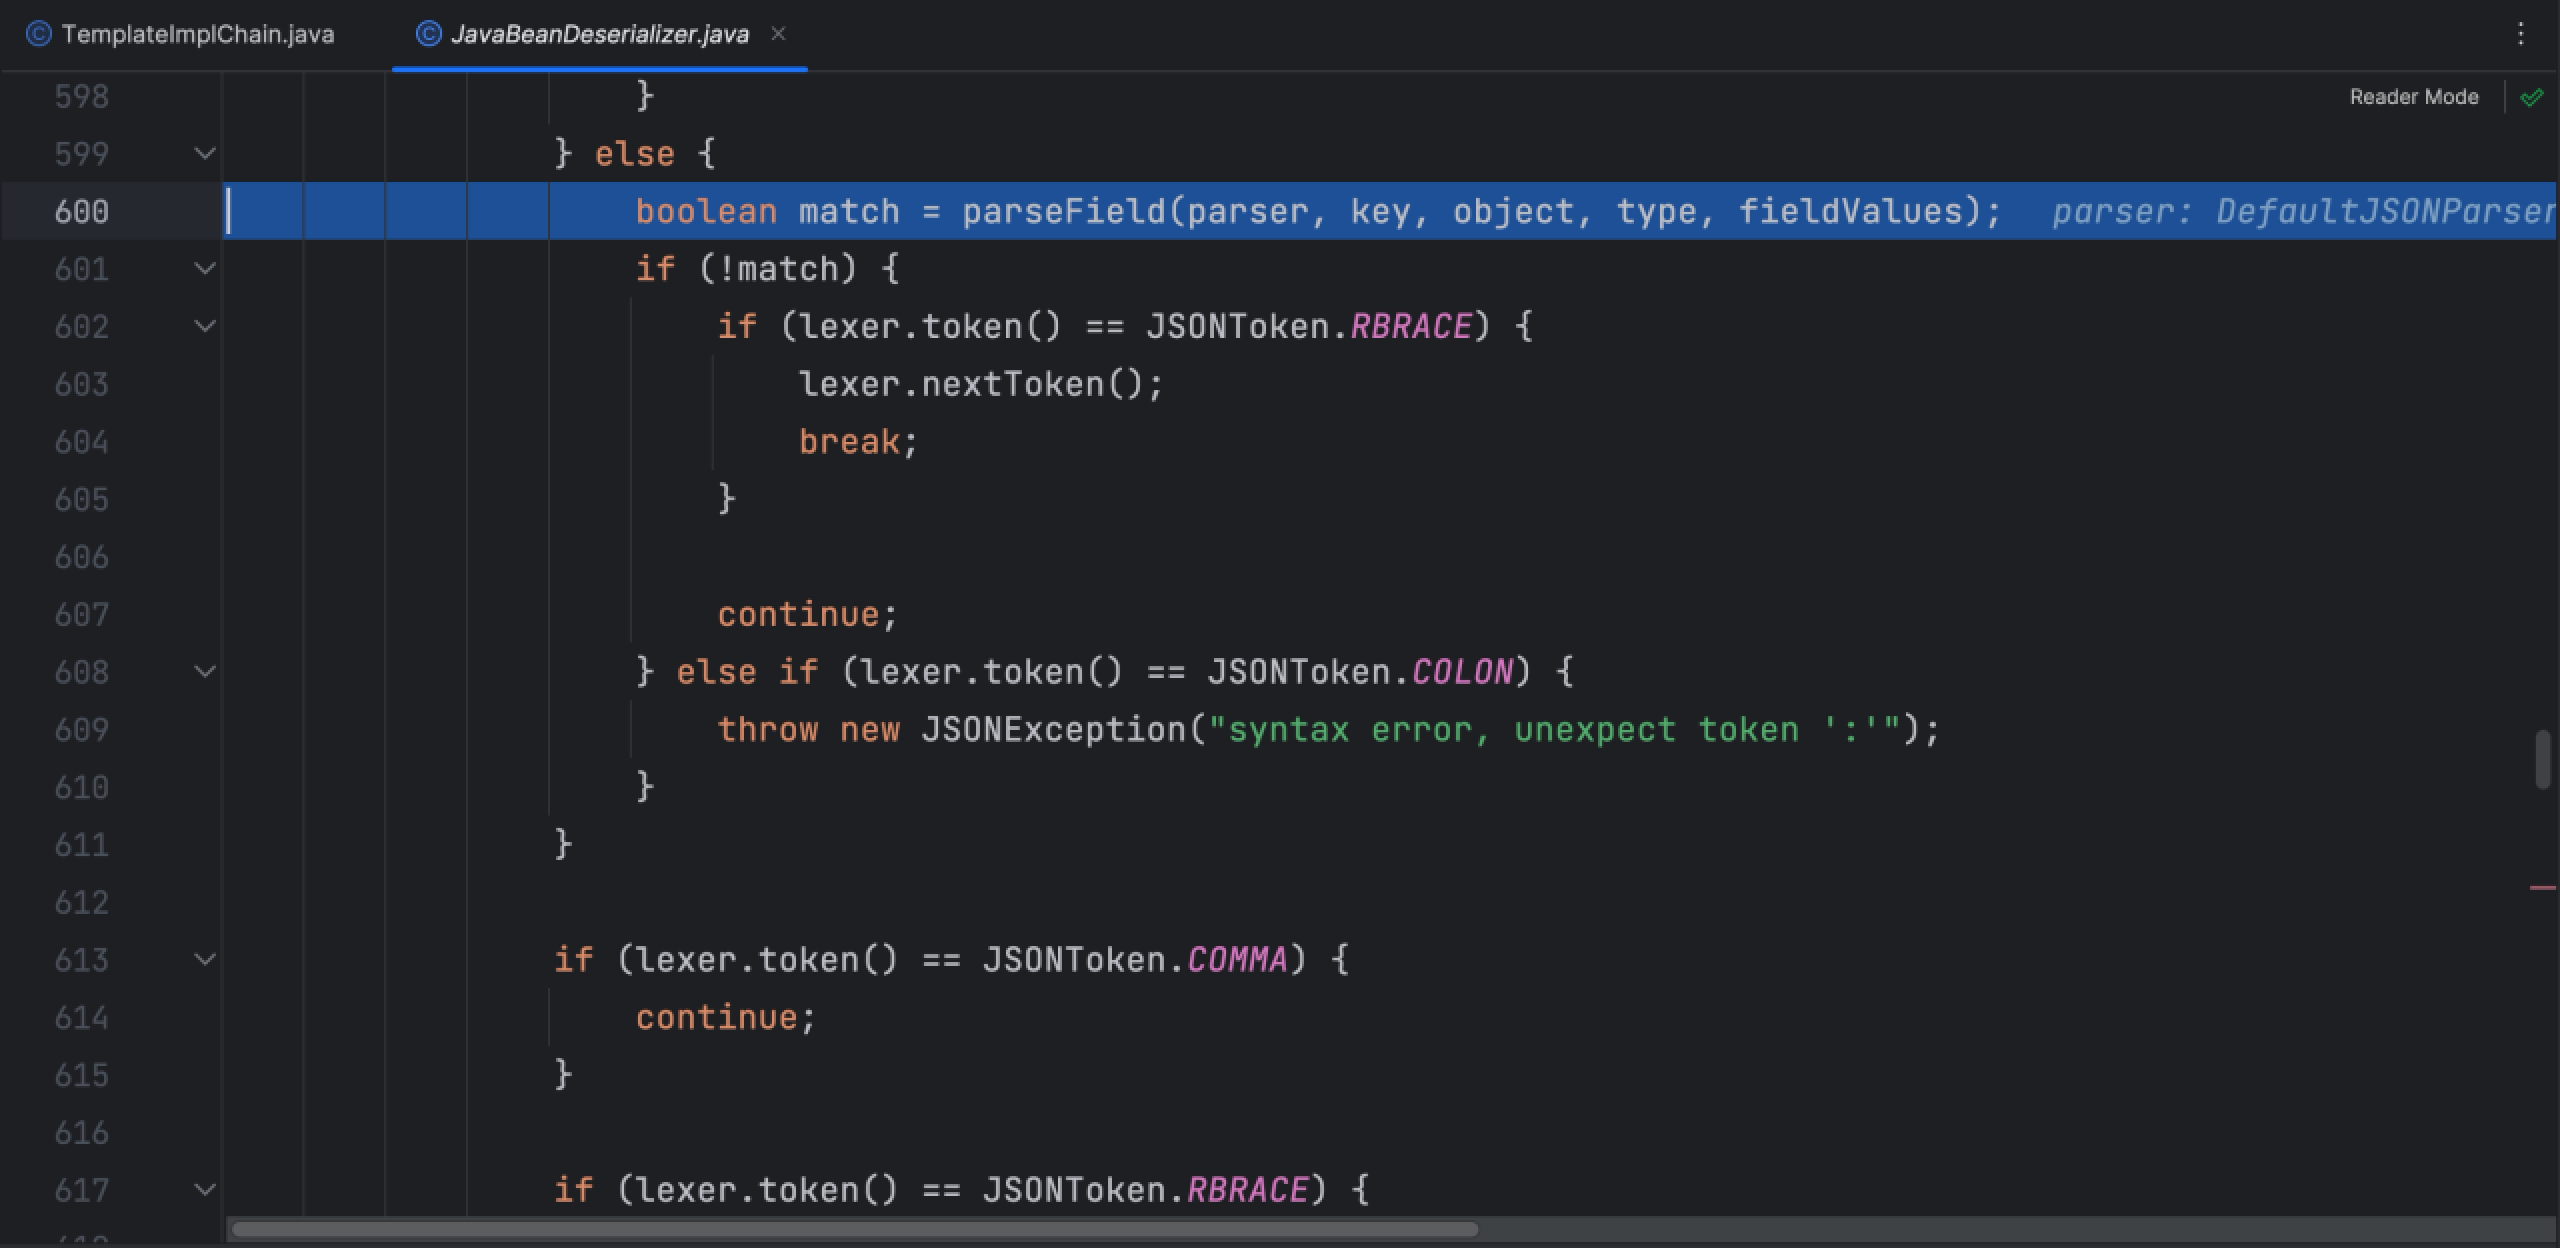 TemplateImplChain.java JavaBeanDeserializer.java
Reader Mode
598 }
599 } else {
600 boolean match = parseField(parser, key, object, type, fieldValues); parser: DefaultJSONParser
601 if (!match) {
602 if (lexer.token() == JSONToken.RBRACE) {
603 lexer.nextToken();
604 break;
605 }
606
607 continue;
608 } else if (lexer.token() == JSONToken.COLON) {
609 throw new JSONException("syntax error, unexpect token ':'");
610 }
611 }
612
613 if (lexer.token() == JSONToken.COMMA) {
614 continue;
615 }
616
617 if (lexer.token() == JSONToken.RBRACE) {